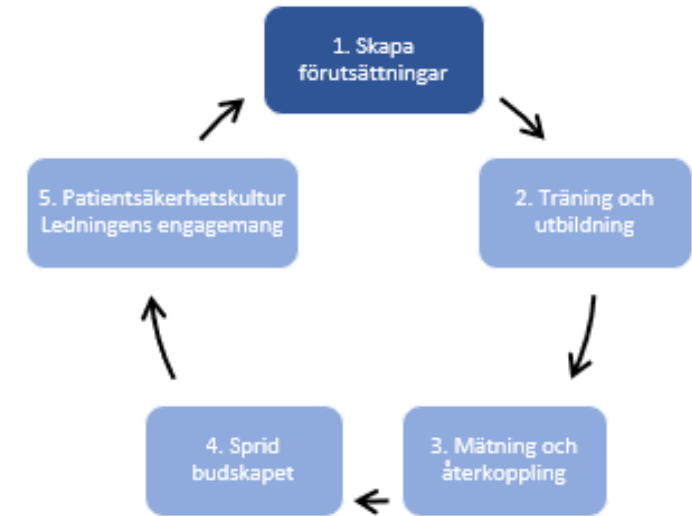 1. Skapa
förutsättningar
2. Träning och
utbildning
3. Mätning och
återkoppling
4. Sprid
budskapet
5. Patientsäkerhetskultur
Ledningens engagemang